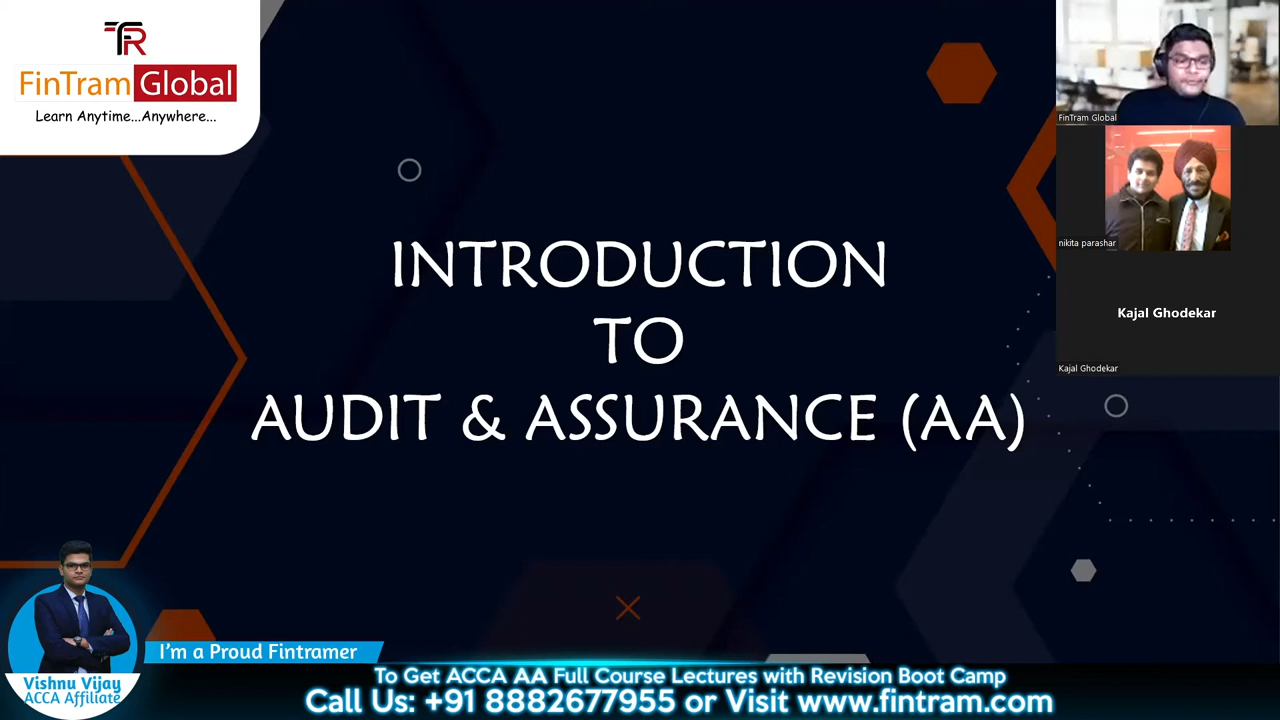 FR
FinTram Global
Learn Anytime...Anywhere...
INTRODUCTION
TO
AUDIT & ASSURANCE (AA)
FinTram Global
nikita parashar
Kajal Ghodekar
Kajal Ghodekar
I'm a Proud Fintramer
Vishnu Vijay
ACCA Affiliate
To Get ACCA AA Full Course Lectures with Revision Boot Camp
Call Us: +91 8882677955 or Visit www.fintram.com